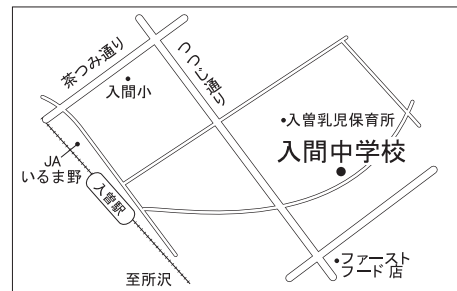 茶つみ通り
つつじ通り
入間小
入曽乳児保育所
入間中学校
JA
いるま野
入曽駅
至所沢
ファースト
フード店